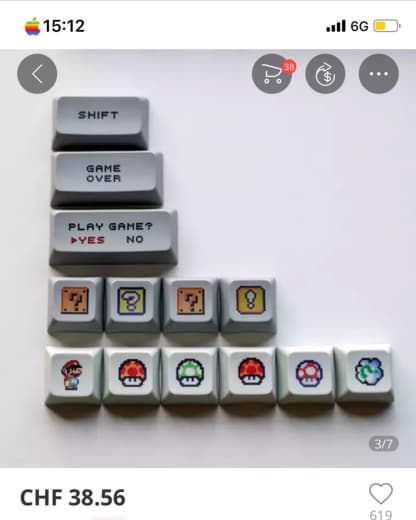 15:12
6G
38
$
SHIFT
GAME
OVER
PLAY GAME?
▶YES NO
?
?
?
!
3/7
CHF 38.56
619